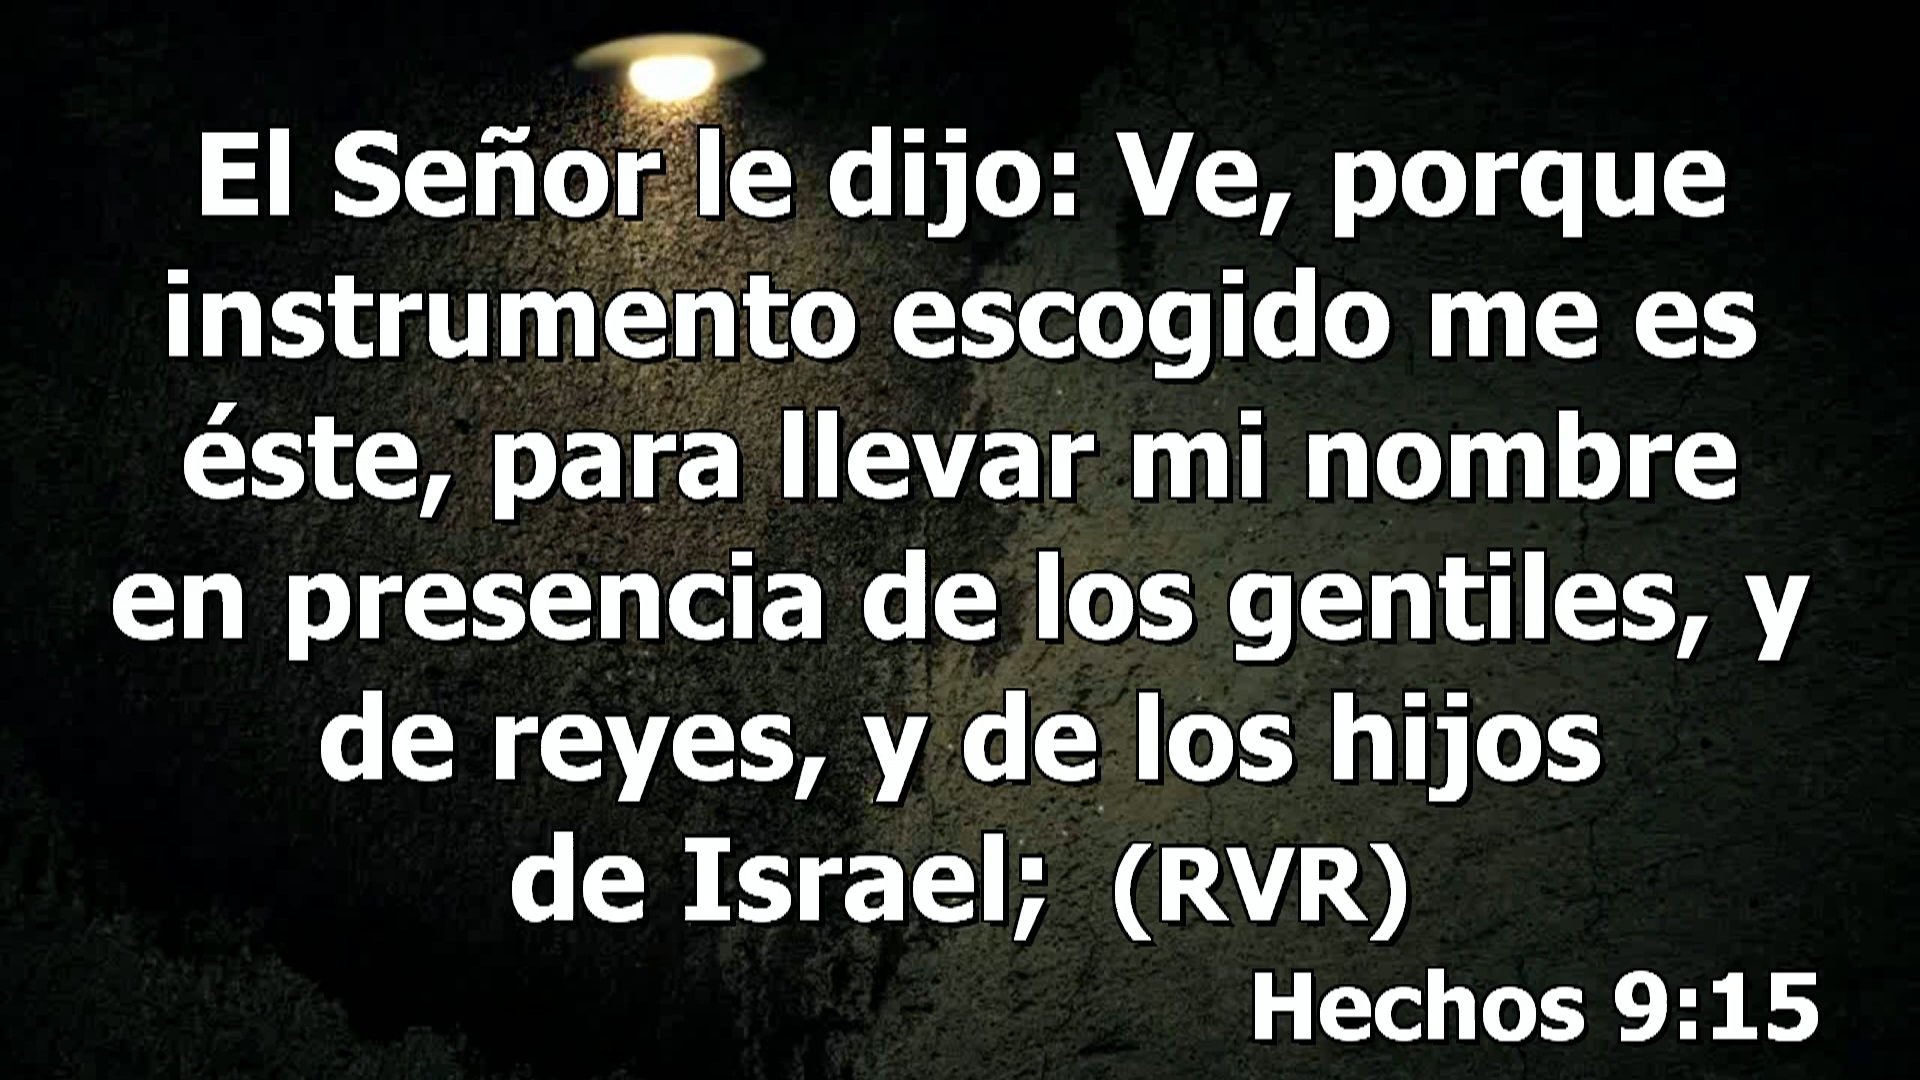 El Señor le dijo: Ve, porque
instrumento escogido me es
éste, para llevar mi nombre
en presencia de los gentiles, y
de reyes, y de los hijos
de Israel; (RVR)
Hechos 9:15